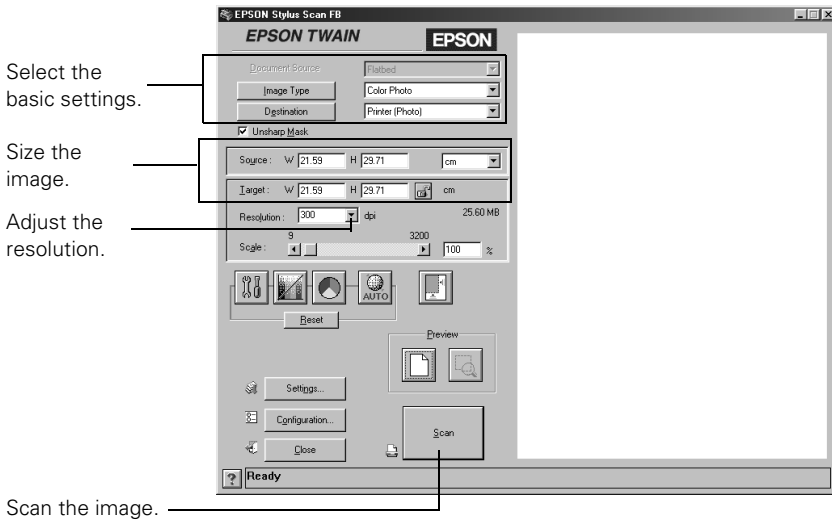 EPSON Stylus Scan FB
EPSON TWAIN
EPSON
Select the
basic settings.
Document Source
Flatbed
Image Type
Color Photo
Destination
Printer (Photo)
Unsharp Mask
Size the
image.
Source : W 21.59 H 29.71 cm
Target : W 21.59 H 29.71 cm
Adjust the
resolution.
Resolution : 300 dpi 25.60 MB
9 3200
Scale : 100 %
AUTO
Reset
Preview
Settings...
Configuration...
Close
Scan
? Ready
Scan the image.